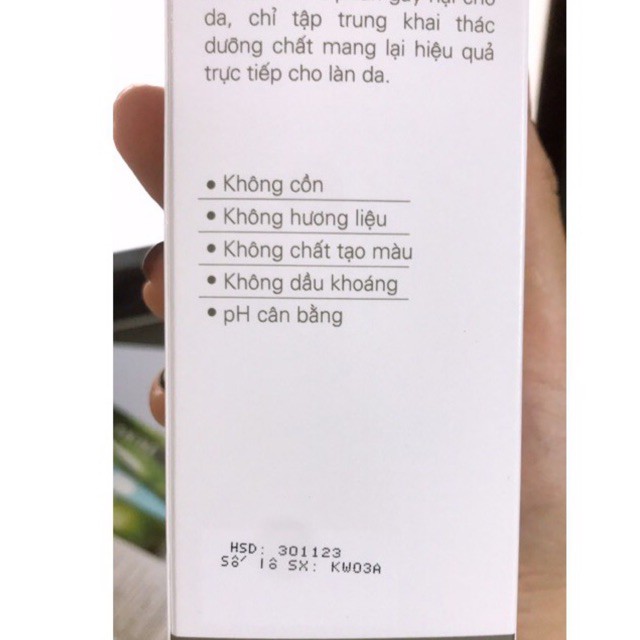 da, chỉ tập trung khai thác
dưỡng chất mang lại hiệu quả
trực tiếp cho làn da.
• Không cồn
• Không hương liệu
• Không chất tạo màu
• Không dầu khoáng
• pH cân bằng
HSD: 301123
Số lô SX: KW03A